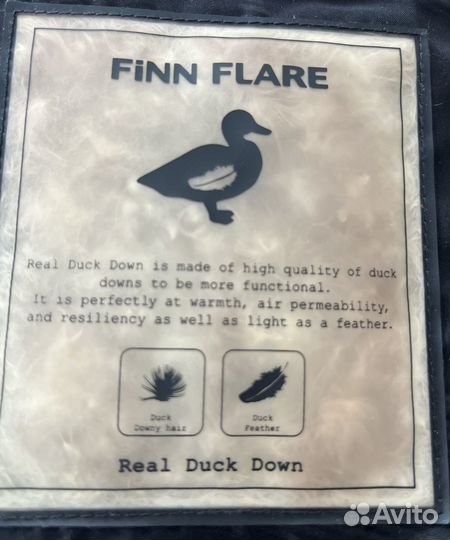 FiNN FLARE
Real Duck Down is made of high quality of duck
downs to be more functional.
It is perfectly at warmth, air permeability,
and resiliency as well as light as a feather.
Duck
Downy hair
Duck
Feather
Real Duck Down
Avito